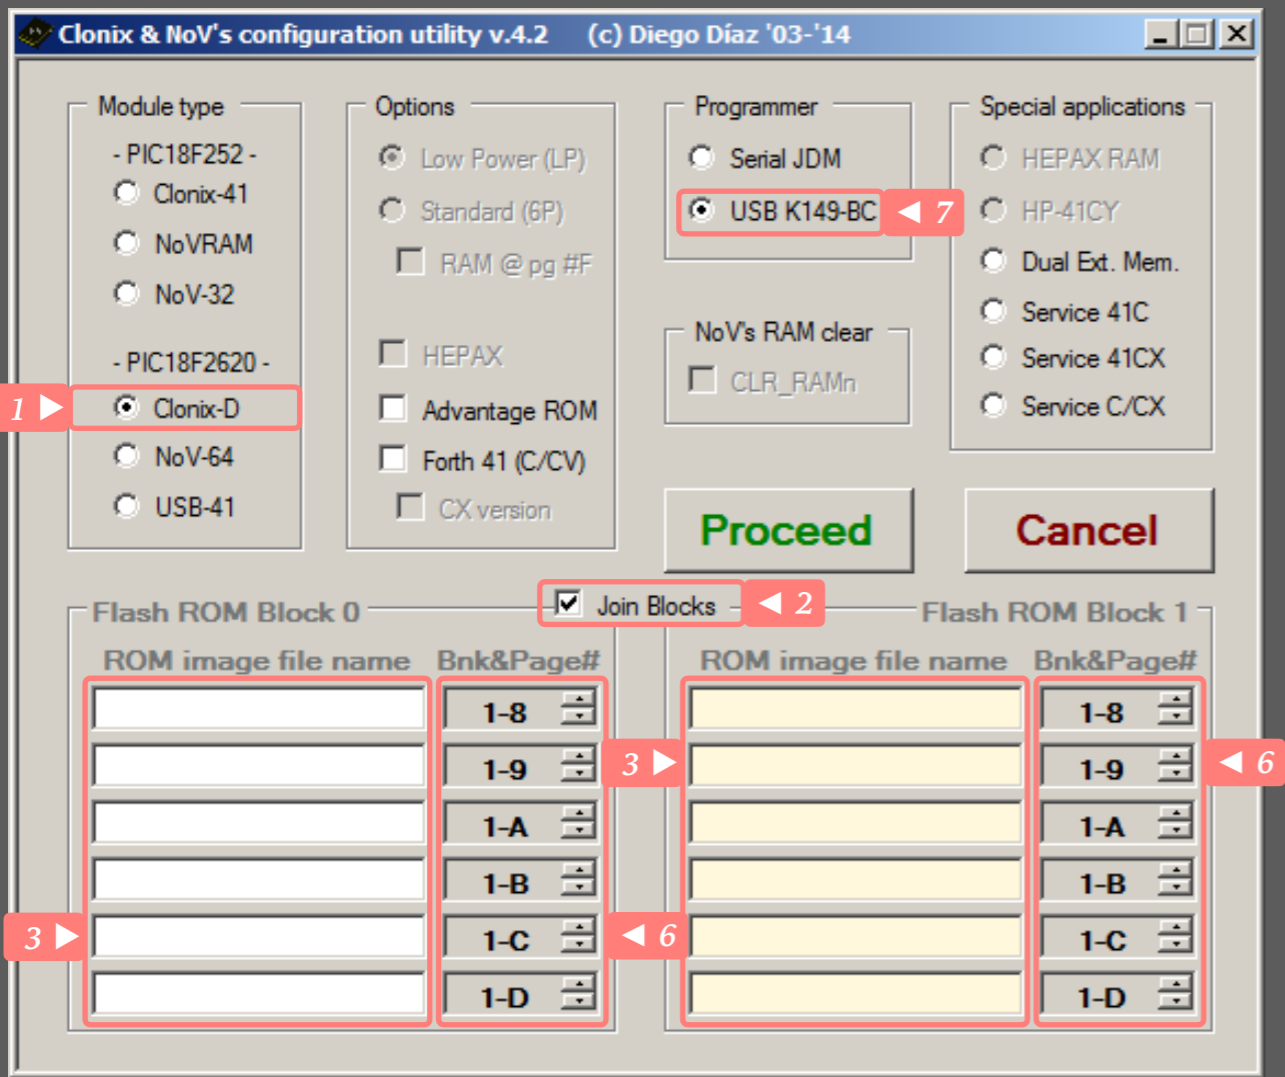 Clonix & NoV's configuration utility v.4.2 (c) Diego Díaz '03-'14
Module type
- PIC18F252 -
Clonix-41
NoVRAM
NoV-32
- PIC18F2620 -
1
Clonix-D
NoV-64
USB-41
Options
Low Power (LP)
Standard (6P)
RAM @ pg #F
HEPAX
Advantage ROM
Forth 41 (C/CV)
CX version
Programmer
Serial JDM
USB K149-BC
7
NoV's RAM clear
CLR_RAMn
Special applications
HEPAX RAM
HP-41CY
Dual Ext. Mem.
Service 41C
Service 41CX
Service C/CX
Proceed
Cancel
Join Blocks
2
Flash ROM Block 0
ROM image file name Bnk&Page#
1-8
1-9
1-A
1-B
3
1-C
6
1-D
Flash ROM Block 1
ROM image file name Bnk&Page#
1-8
3
1-9
6
1-A
1-B
1-C
1-D